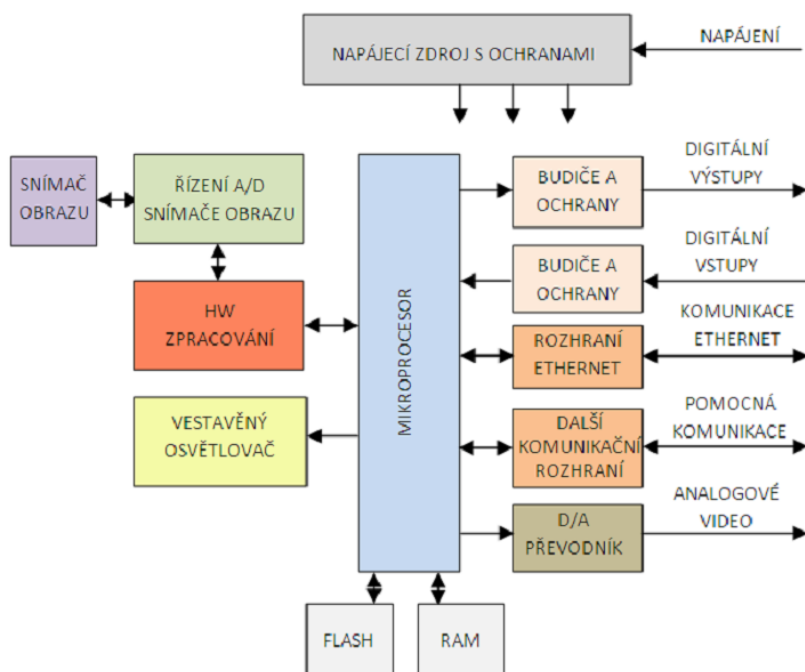 NAPÁJECÍ ZDROJ S OCHRANAMI
NAPÁJENÍ
SNÍMAČ
OBRAZU
ŘÍZENÍ A/D
SNÍMAČE OBRAZU
HW
ZPRACOVÁNÍ
VESTAVĚNÝ
OSVĚTLOVAČ
MIKROPROCESOR
BUDIČE A
OCHRANY
DIGITÁLNÍ
VÝSTUPY
BUDIČE A
OCHRANY
DIGITÁLNÍ
VSTUPY
ROZHRANÍ
ETHERNET
KOMUNIKACE
ETHERNET
DALŠÍ
KOMUNIKAČNÍ
ROZHRANÍ
POMOCNÁ
KOMUNIKACE
D/A
PŘEVODNÍK
ANALOGOVÉ
VIDEO
FLASH
RAM